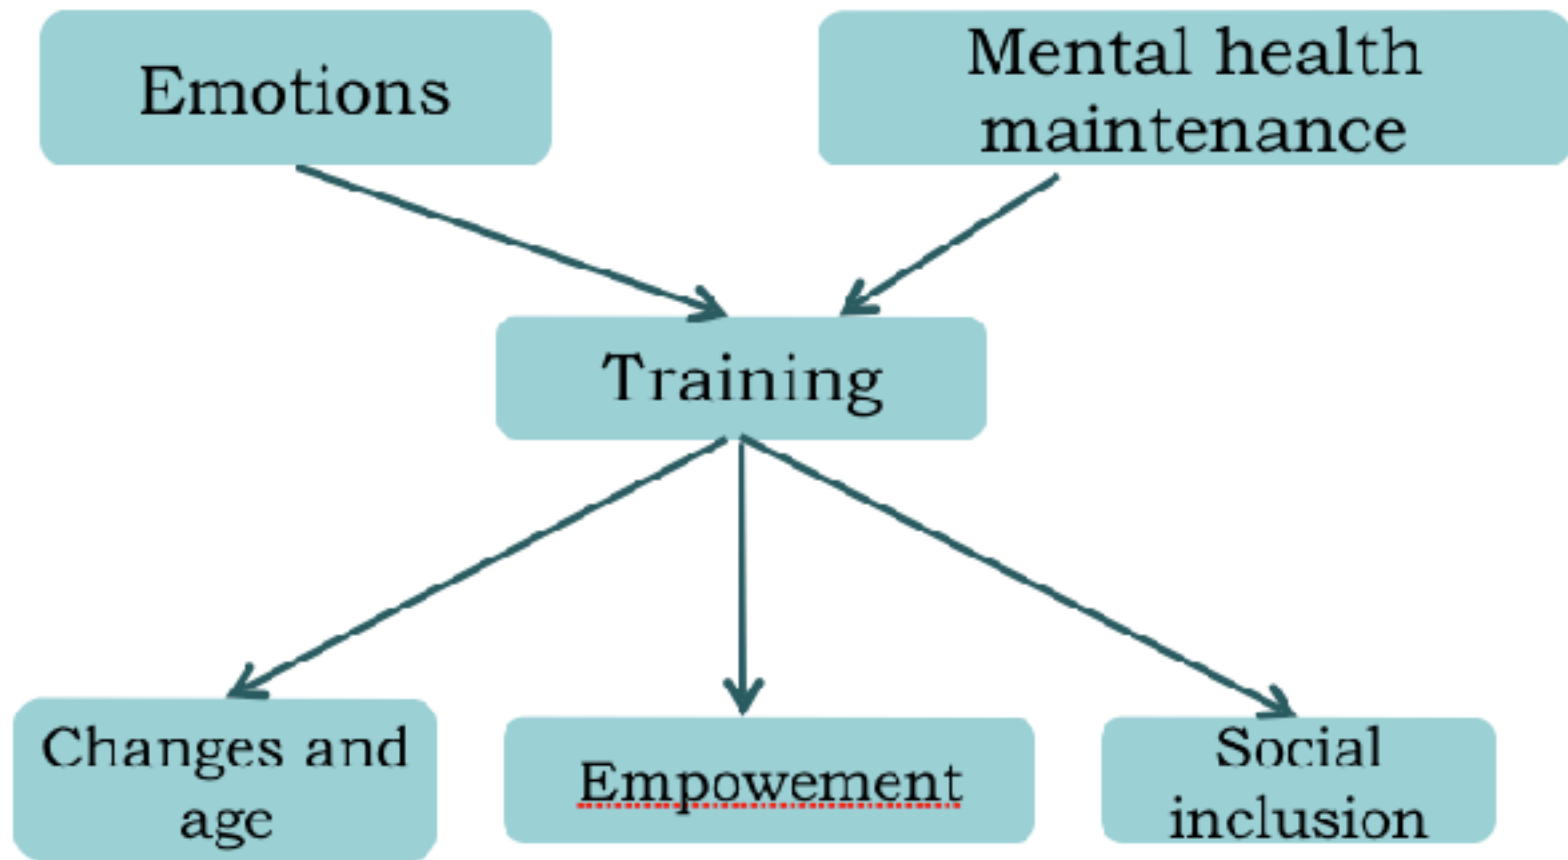 Emotions
Mental health
maintenance
Training
Changes and
age
Empowement
Social
inclusion